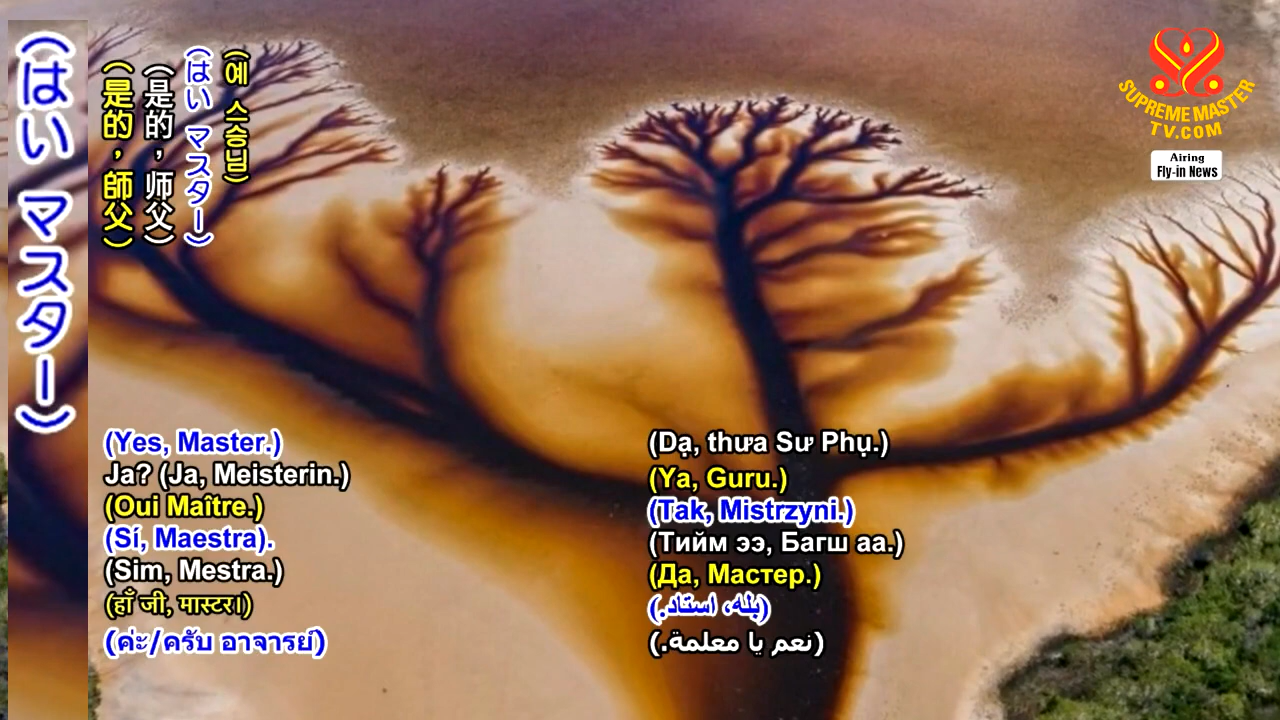 (はい マスター)
(是的，師父)
(是的，师父)
(はい マスター)
(예 스승님)
SUPREME MASTER
TV.COM
Airing
Fly-in News
(Yes, Master.)
Ja? (Ja, Meisterin.)
(Oui Maître.)
(Sí, Maestra).
(Sim, Mestra.)
(हाँ जी, मास्टर।)
(ค่ะ/ครับ อาจารย์)
(Dạ, thưa Sư Phụ.)
(Ya, Guru.)
(Tak, Mistrzyni.)
(Тийм ээ, Багш аа.)
(Да, Мастер.)
(بله، استاد.)
(نعم يا معلمة.)